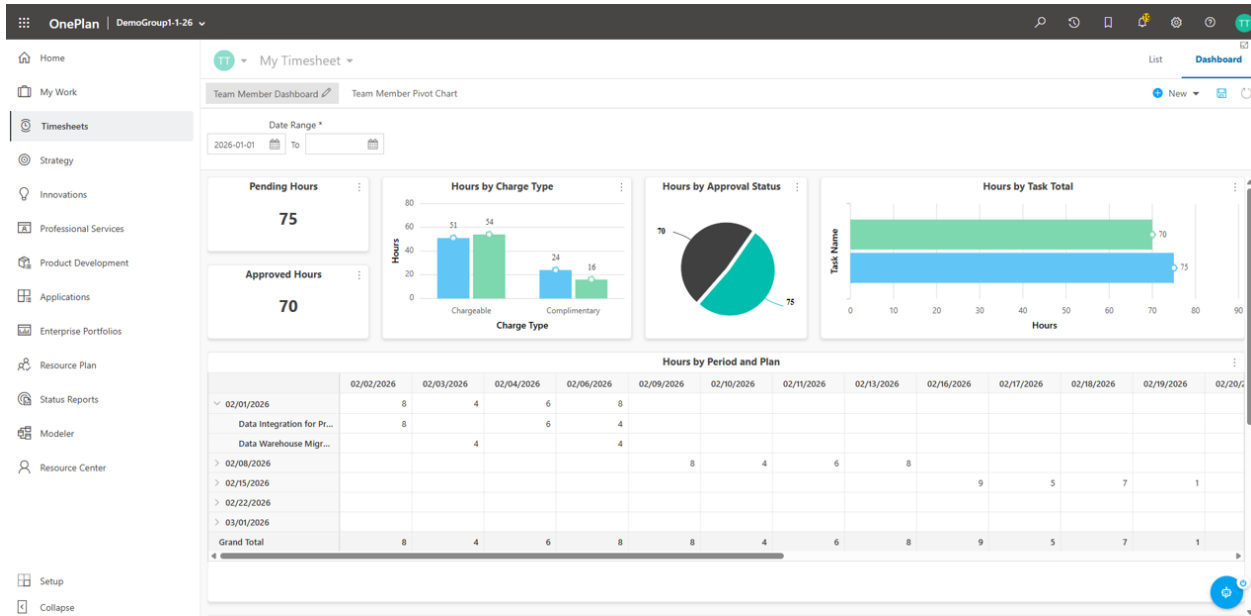 OnePlan DemoGroup1-1-26
TT
Home
My Work
Timesheets
Strategy
Innovations
Professional Services
Product Development
Applications
Enterprise Portfolios
Resource Plan
Status Reports
Modeler
Resource Center
Setup
Collapse
TT My Timesheet
List Dashboard
Team Member Dashboard Team Member Pivot Chart
New
Date Range *
2026-01-01 To
Pending Hours
75
Approved Hours
70
Hours by Charge Type
Hours
80
60
40
20
0
51 54
24 16
Chargeable Complimentary
Charge Type
Hours by Approval Status
70
75
Hours by Task Total
Task Name
70
75
0 10 20 30 40 50 60 70 80 90
Hours
Hours by Period and Plan
02/02/2026 02/03/2026 02/04/2026 02/06/2026 02/09/2026 02/10/2026 02/11/2026 02/13/2026 02/16/2026 02/17/2026 02/18/2026 02/19/2026 02/20/2
02/01/2026 8 4 6 8
Data Integration for Pr... 8 6 4
Data Warehouse Migr... 4 4
02/08/2026 8 4 6 8
02/15/2026 9 5 7 1
02/22/2026
03/01/2026
Grand Total 8 4 6 8 8 4 6 8 9 5 7 1